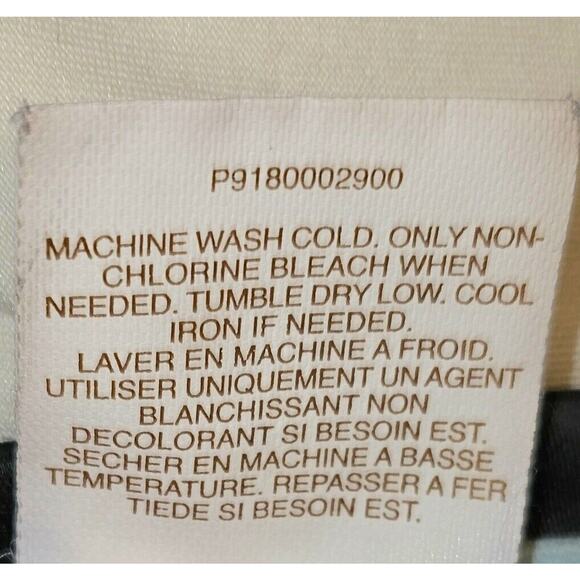 P9180002900
MACHINE WASH COLD. ONLY NON-
CHLORINE BLEACH WHEN
NEEDED. TUMBLE DRY LOW. COOL
IRON IF NEEDED.
LAVER EN MACHINE A FROID.
UTILISER UNIQUEMENT UN AGENT
BLANCHISSANT NON
DECOLORANT SI BESOIN EST.
SECHER EN MACHINE A BASSE
TEMPERATURE. REPASSER A FER
TIEDE SI BESOIN EST.